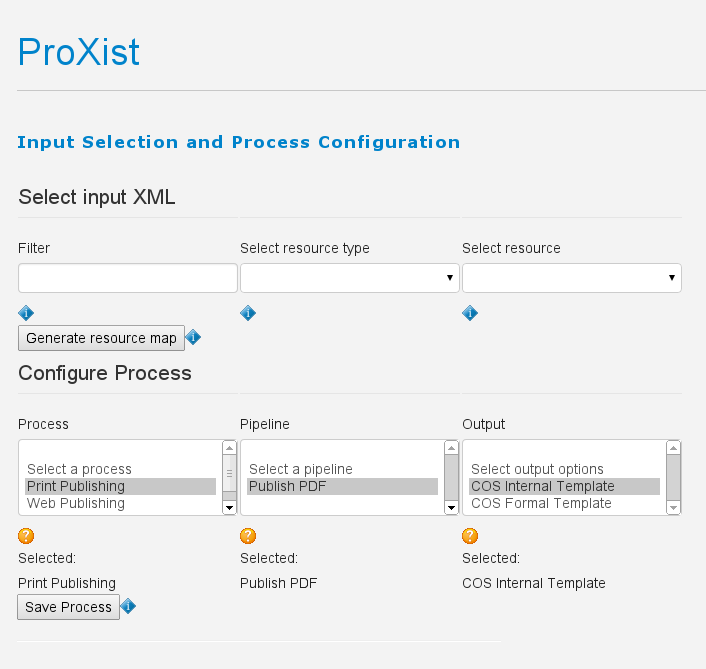 ProXist
Input Selection and Process Configuration
Select input XML
Filter Select resource type Select resource
Generate resource map
Configure Process
Process Pipeline Output
Select a process Select a pipeline Select output options
Print Publishing Publish PDF COS Internal Template
Web Publishing COS Formal Template
Selected: Selected: Selected:
Print Publishing Publish PDF COS Internal Template
Save Process